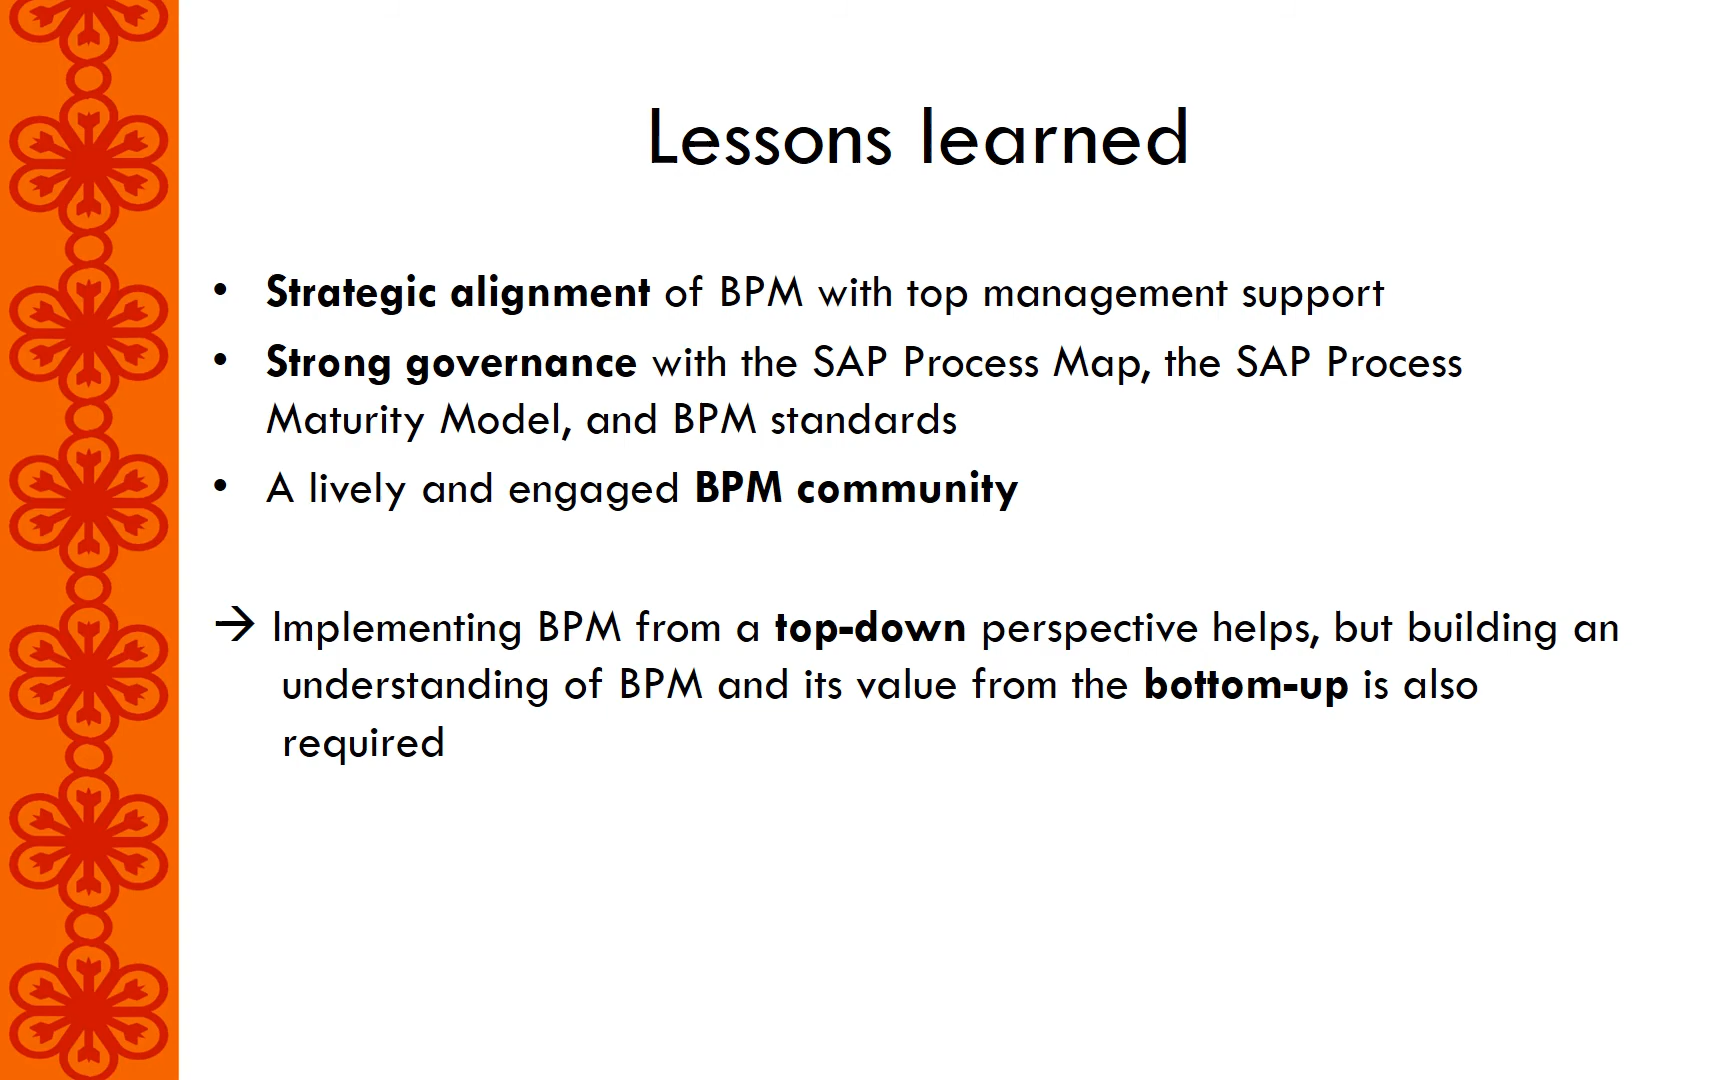 Lessons learned
• Strategic alignment of BPM with top management support
• Strong governance with the SAP Process Map, the SAP Process
Maturity Model, and BPM standards
• A lively and engaged BPM community
→ Implementing BPM from a top-down perspective helps, but building an
understanding of BPM and its value from the bottom-up is also
required